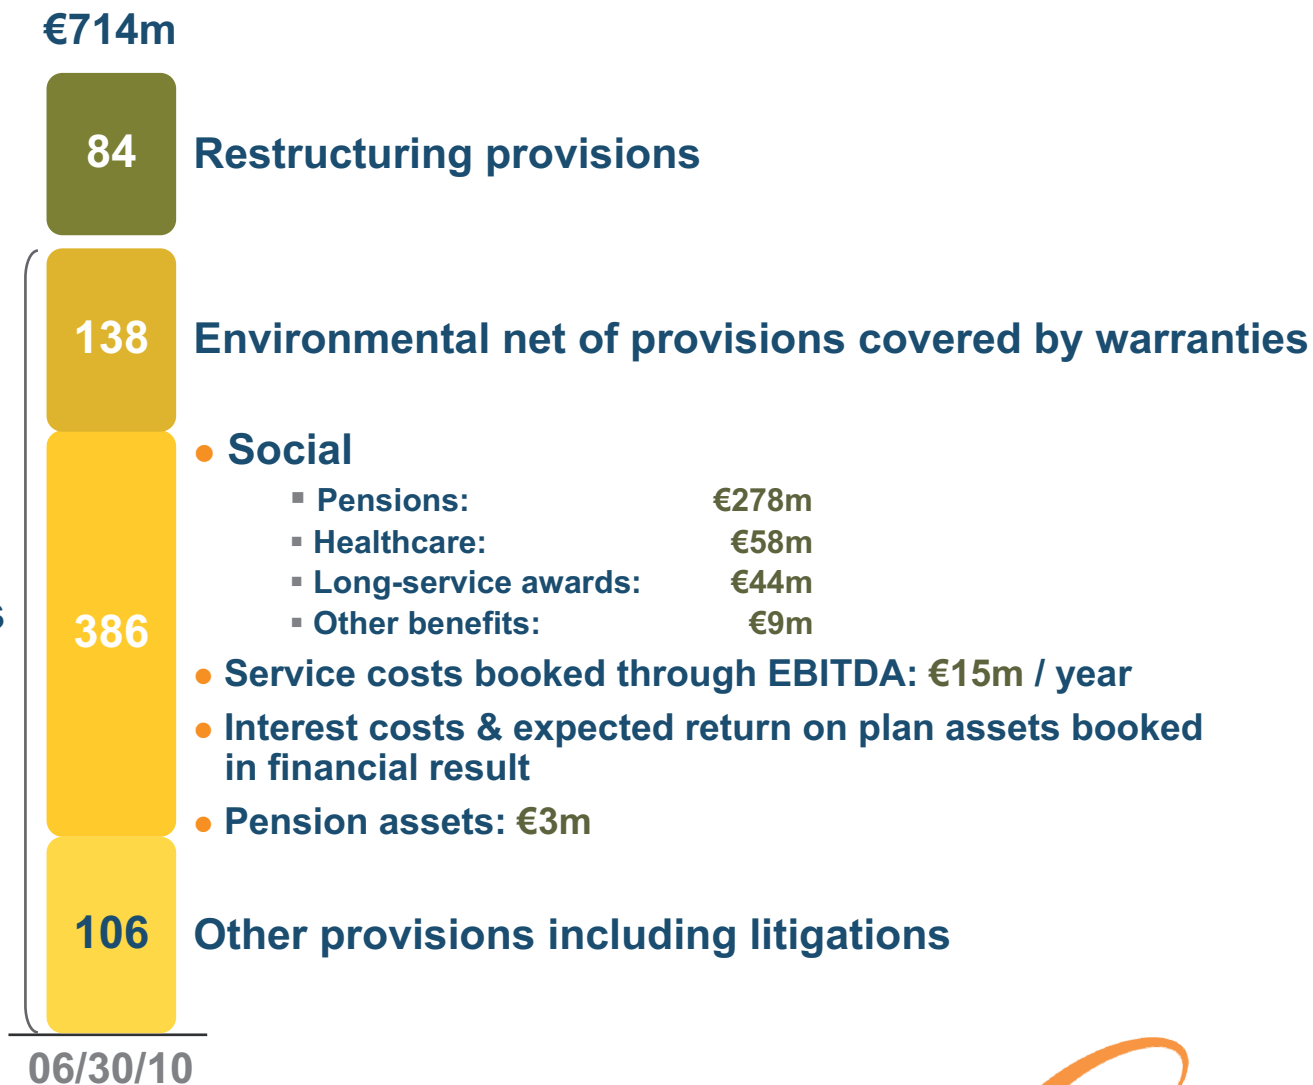 €714m
84 Restructuring provisions
138 Environmental net of provisions covered by warranties
386
● Social
▪ Pensions: €278m
▪ Healthcare: €58m
▪ Long-service awards: €44m
▪ Other benefits: €9m
● Service costs booked through EBITDA: €15m / year
● Interest costs & expected return on plan assets booked
in financial result
● Pension assets: €3m
106 Other provisions including litigations
06/30/10